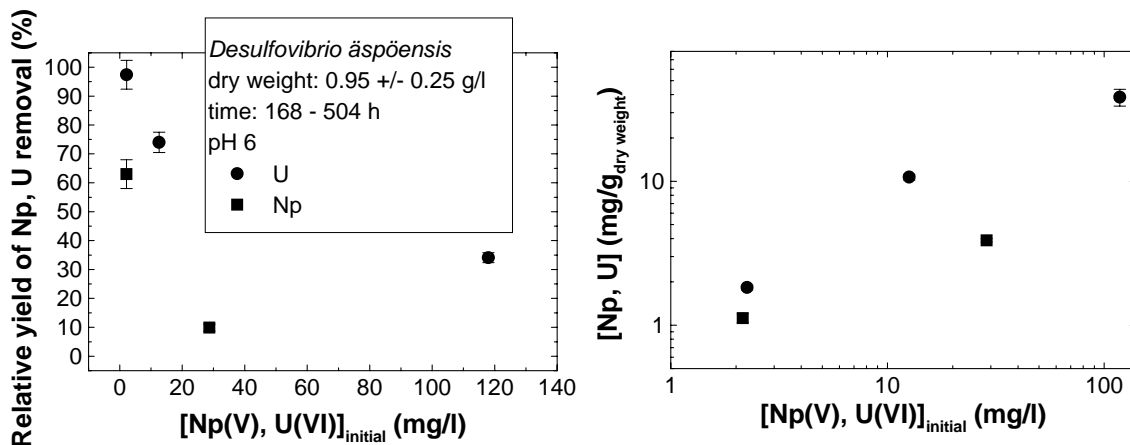 Relative yield of Np, U removal (%)
100
90
80
70
60
50
40
30
20
10
0
Desulfovibrio äspöensis
dry weight: 0.95 +/- 0.25 g/l
time: 168 - 504 h
pH 6
U
Np
0 20 40 60 80 100 120 140
[Np(V), U(VI)]initial (mg/l)
[Np, U] (mg/gdry weight)
10
1
1 10 100
[Np(V), U(VI)]initial (mg/l)